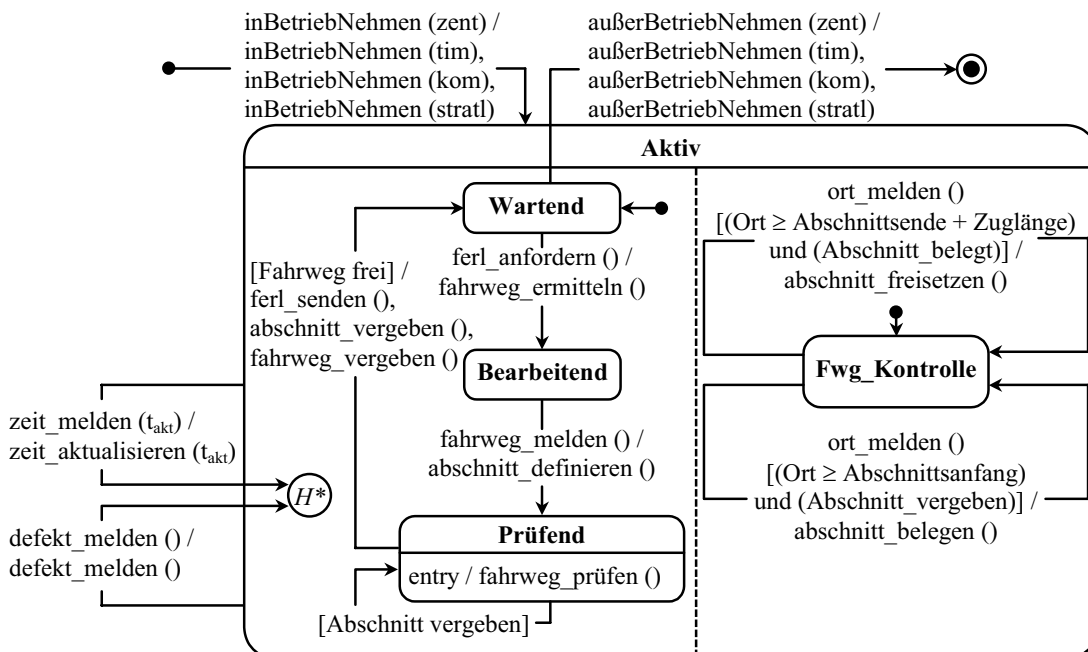 inBetriebNehmen (zent) /
inBetriebNehmen (tim),
inBetriebNehmen (kom),
inBetriebNehmen (stratl)
außerBetriebNehmen (zent) /
außerBetriebNehmen (tim),
außerBetriebNehmen (kom),
außerBetriebNehmen (stratl)
Aktiv
Wartend
ferl_anfordern () /
fahrweg_ermitteln ()
[Fahrweg frei] /
ferl_senden (),
abschnitt_vergeben (),
fahrweg_vergeben ()
Bearbeitend
fahrweg_melden () /
abschnitt_definieren ()
Prüfend
entry / fahrweg_prüfen ()
[Abschnitt vergeben]
zeit_melden (takt) /
zeit_aktualisieren (takt)
H*
defekt_melden () /
defekt_melden ()
ort_melden ()
[(Ort ≥ Abschnittsende + Zuglänge)
und (Abschnitt_belegt)] /
abschnitt_freisetzen ()
Fwg_Kontrolle
ort_melden ()
[(Ort ≥ Abschnittsanfang)
und (Abschnitt_vergeben)] /
abschnitt_belegen ()